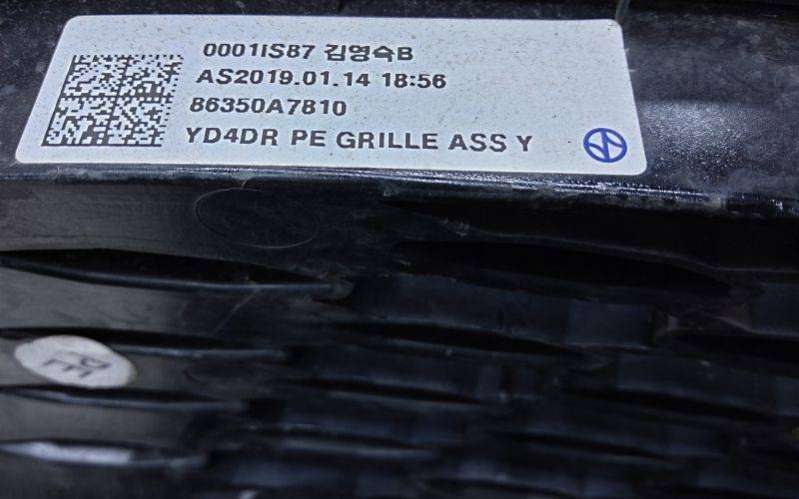 0001IS87 김영숙B
AS2019.01.14 18:56
86350A7810
YD4DR PE GRILLE ASS Y